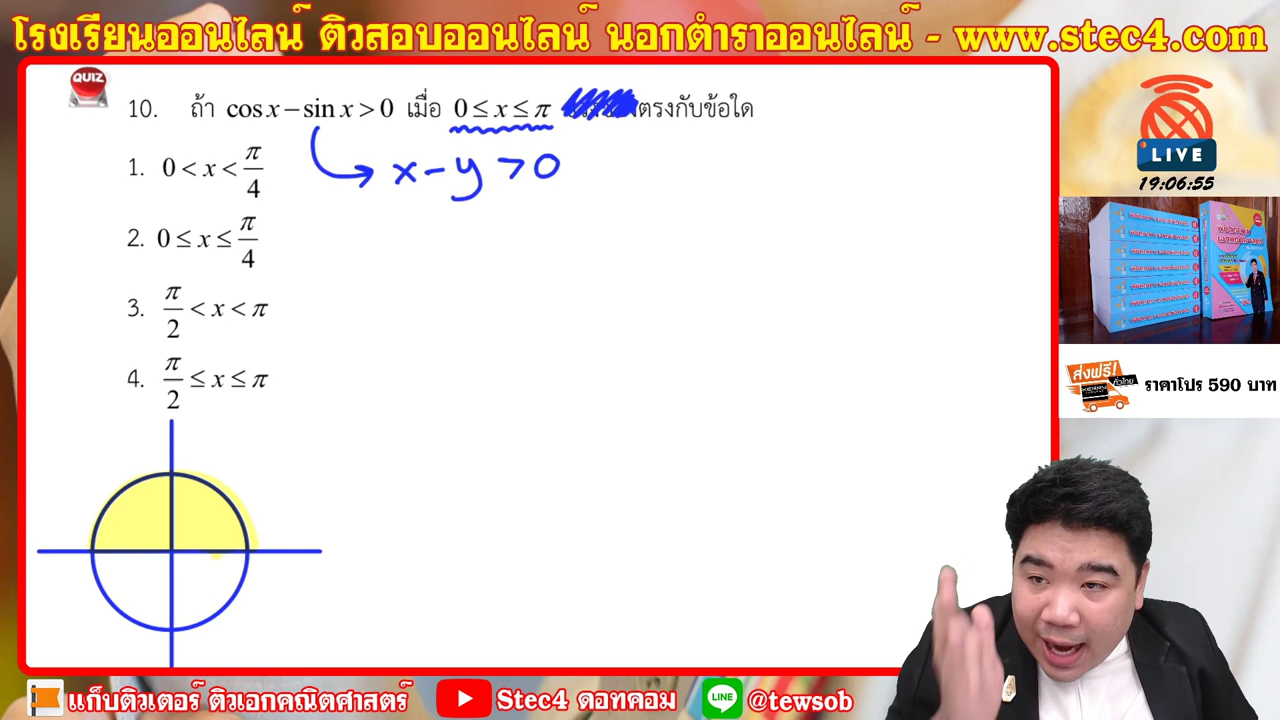 โรงเรียนออนไลน์ ติวสอบออนไลน์ นอกตำราออนไลน์ - www.stec4.com
QUIZ
10. ถ้า cos x – sin x > 0 เมื่อ 0 ≤ x ≤ π ตรงกับข้อใด
x - y > 0
1. 0 < x < π/4
2. 0 ≤ x ≤ π/4
3. π/2 < x < π
4. π/2 ≤ x ≤ π
LIVE
19:06:55
ส่งฟรี!
ทั่วไทย
ราคาโปร 590 บาท
แก็บติวเตอร์ ติวเอกคณิตศาสตร์
Stec4 ดอทคอม
LINE
@tewsob